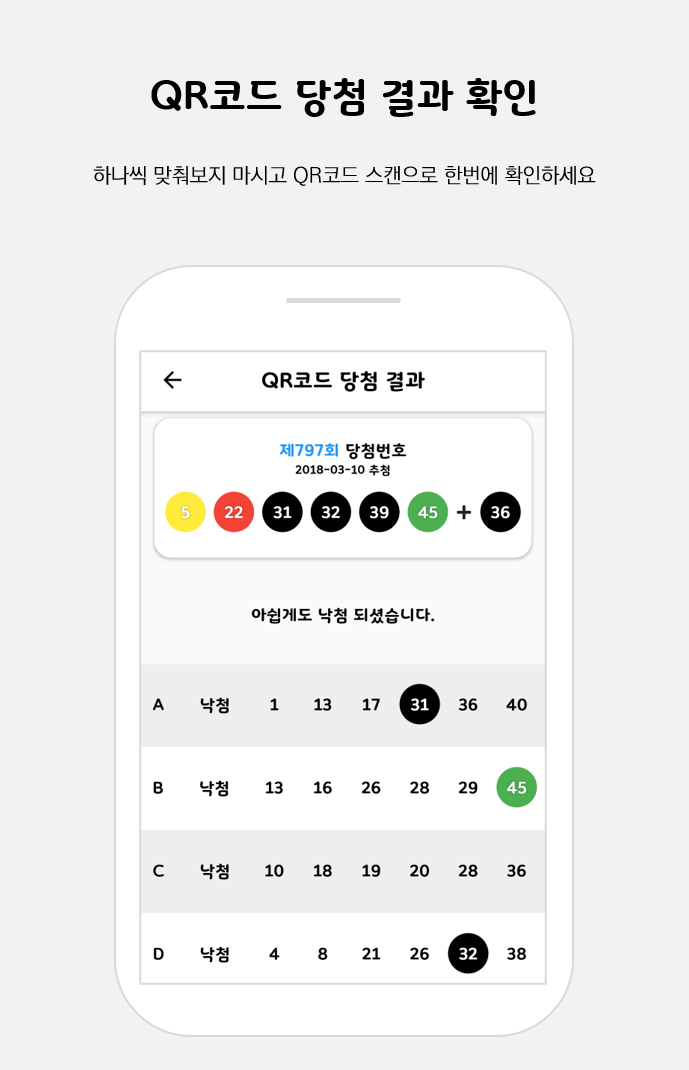 QR코드 당첨 결과 확인
하나씩 맞춰보지 마시고 QR코드 스캔으로 한번에 확인하세요
QR코드 당첨 결과
제797회 당첨번호
2018-03-10 추첨
5 22 31 32 39 45 + 36
아쉽게도 낙첨 되셨습니다.
A 낙첨 1 13 17 31 36 40
B 낙첨 13 16 26 28 29 45
C 낙첨 10 18 19 20 28 36
D 낙첨 4 8 21 26 32 38